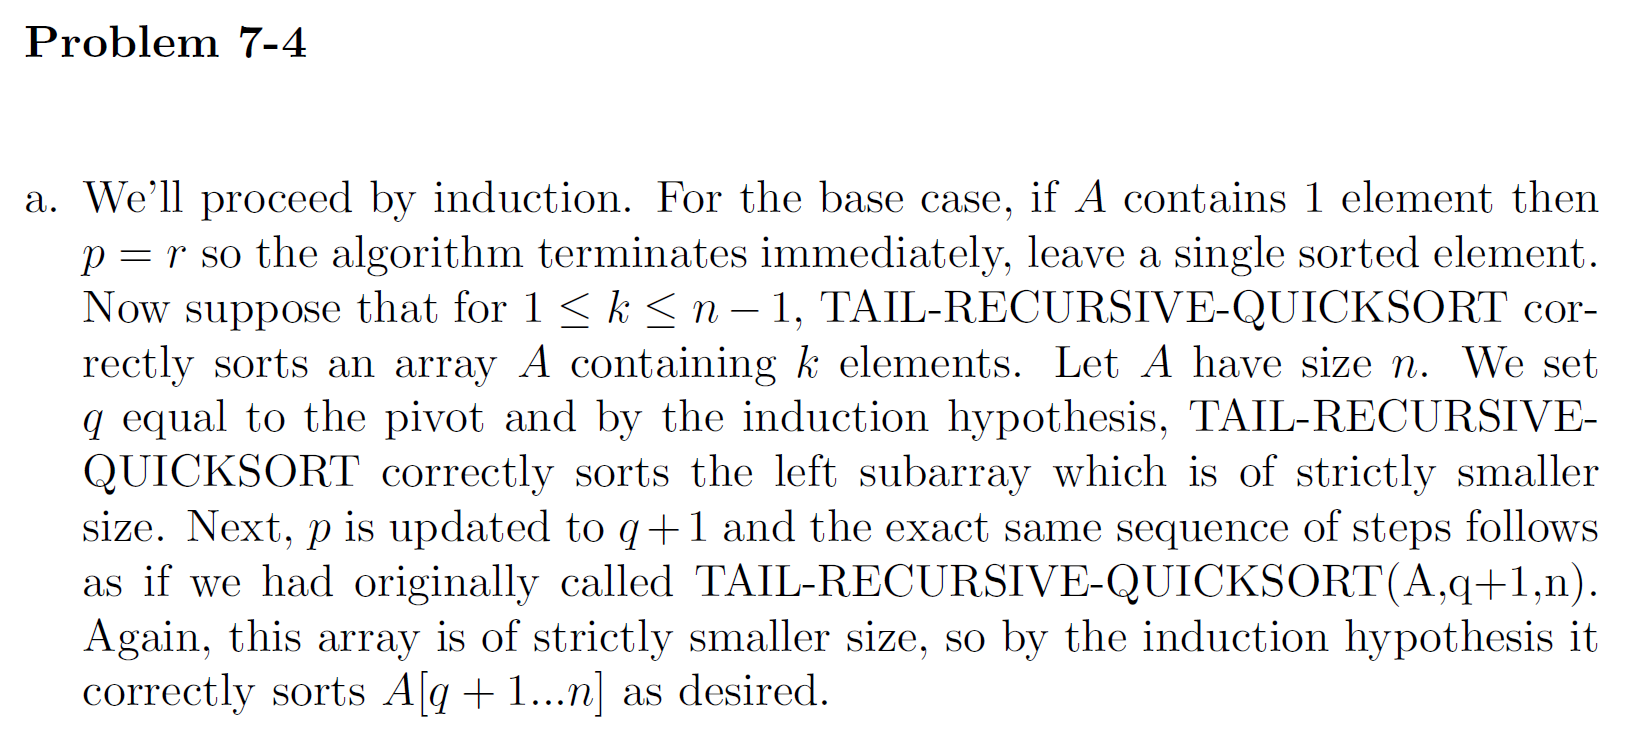 Problem 7-4
a. We'll proceed by induction. For the base case, if A contains 1 element then
p = r so the algorithm terminates immediately, leave a single sorted element.
Now suppose that for 1 ≤ k ≤ n − 1, TAIL-RECURSIVE-QUICKSORT cor-
rectly sorts an array A containing k elements. Let A have size n. We set
q equal to the pivot and by the induction hypothesis, TAIL-RECURSIVE-
QUICKSORT correctly sorts the left subarray which is of strictly smaller
size. Next, p is updated to q + 1 and the exact same sequence of steps follows
as if we had originally called TAIL-RECURSIVE-QUICKSORT(A,q+1,n).
Again, this array is of strictly smaller size, so by the induction hypothesis it
correctly sorts A[q + 1...n] as desired.